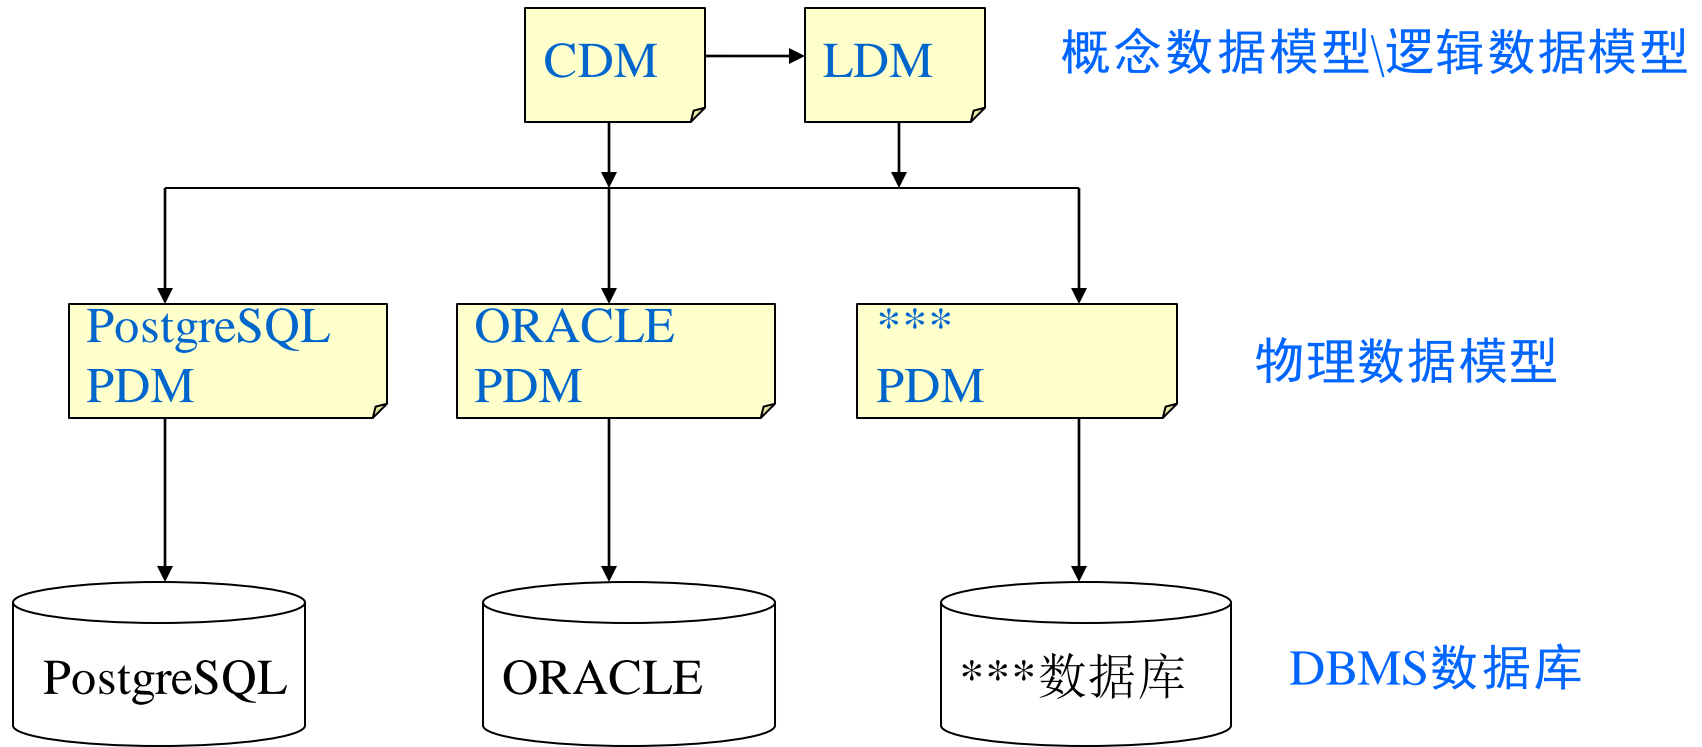 CDM
LDM
概念数据模型\逻辑数据模型
PostgreSQL
PDM
ORACLE
PDM
***
PDM
物理数据模型
PostgreSQL
ORACLE
***数据库
DBMS数据库